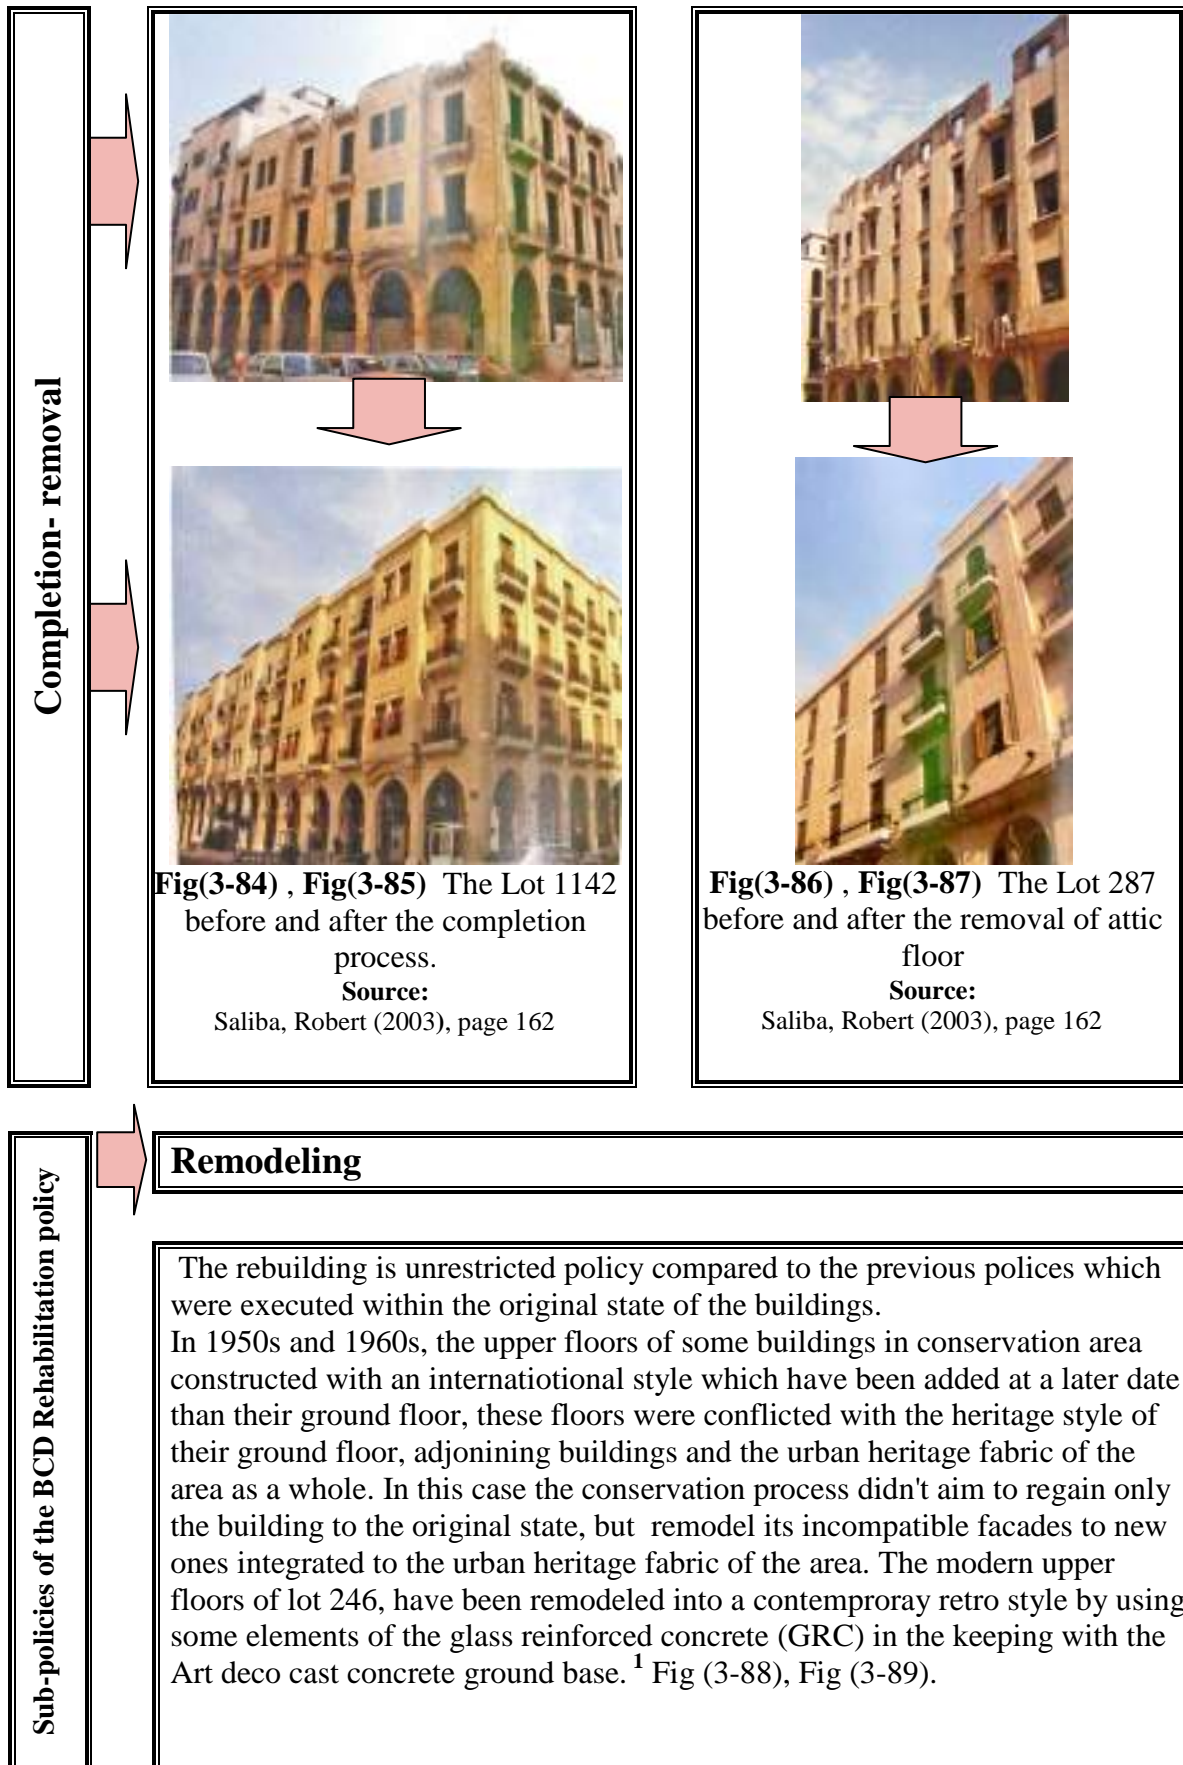 Completion- removal
Fig(3-84) , Fig(3-85)  The Lot 1142
before and after the completion
process.
Source:
Saliba, Robert (2003), page 162
Fig(3-86) , Fig(3-87)  The Lot 287
before and after the removal of attic
floor
Source:
Saliba, Robert (2003), page 162
Sub-policies of the BCD Rehabilitation policy
Remodeling
The rebuilding is unrestricted policy compared to the previous polices which
were executed within the original state of the buildings.
In 1950s and 1960s, the upper floors of some buildings in conservation area
constructed with an internatiotional style which have been added at a later date
than their ground floor, these floors were conflicted with the heritage style of
their ground floor, adjonining buildings and the urban heritage fabric of the
area as a whole. In this case the conservation process didn't aim to regain only
the building to the original state, but  remodel its incompatible facades to new
ones integrated to the urban heritage fabric of the area. The modern upper
floors of lot 246, have been remodeled into a contemproray retro style by using
some elements of the glass reinforced concrete (GRC) in the keeping with the
Art deco cast concrete ground base. 1 Fig (3-88), Fig (3-89).